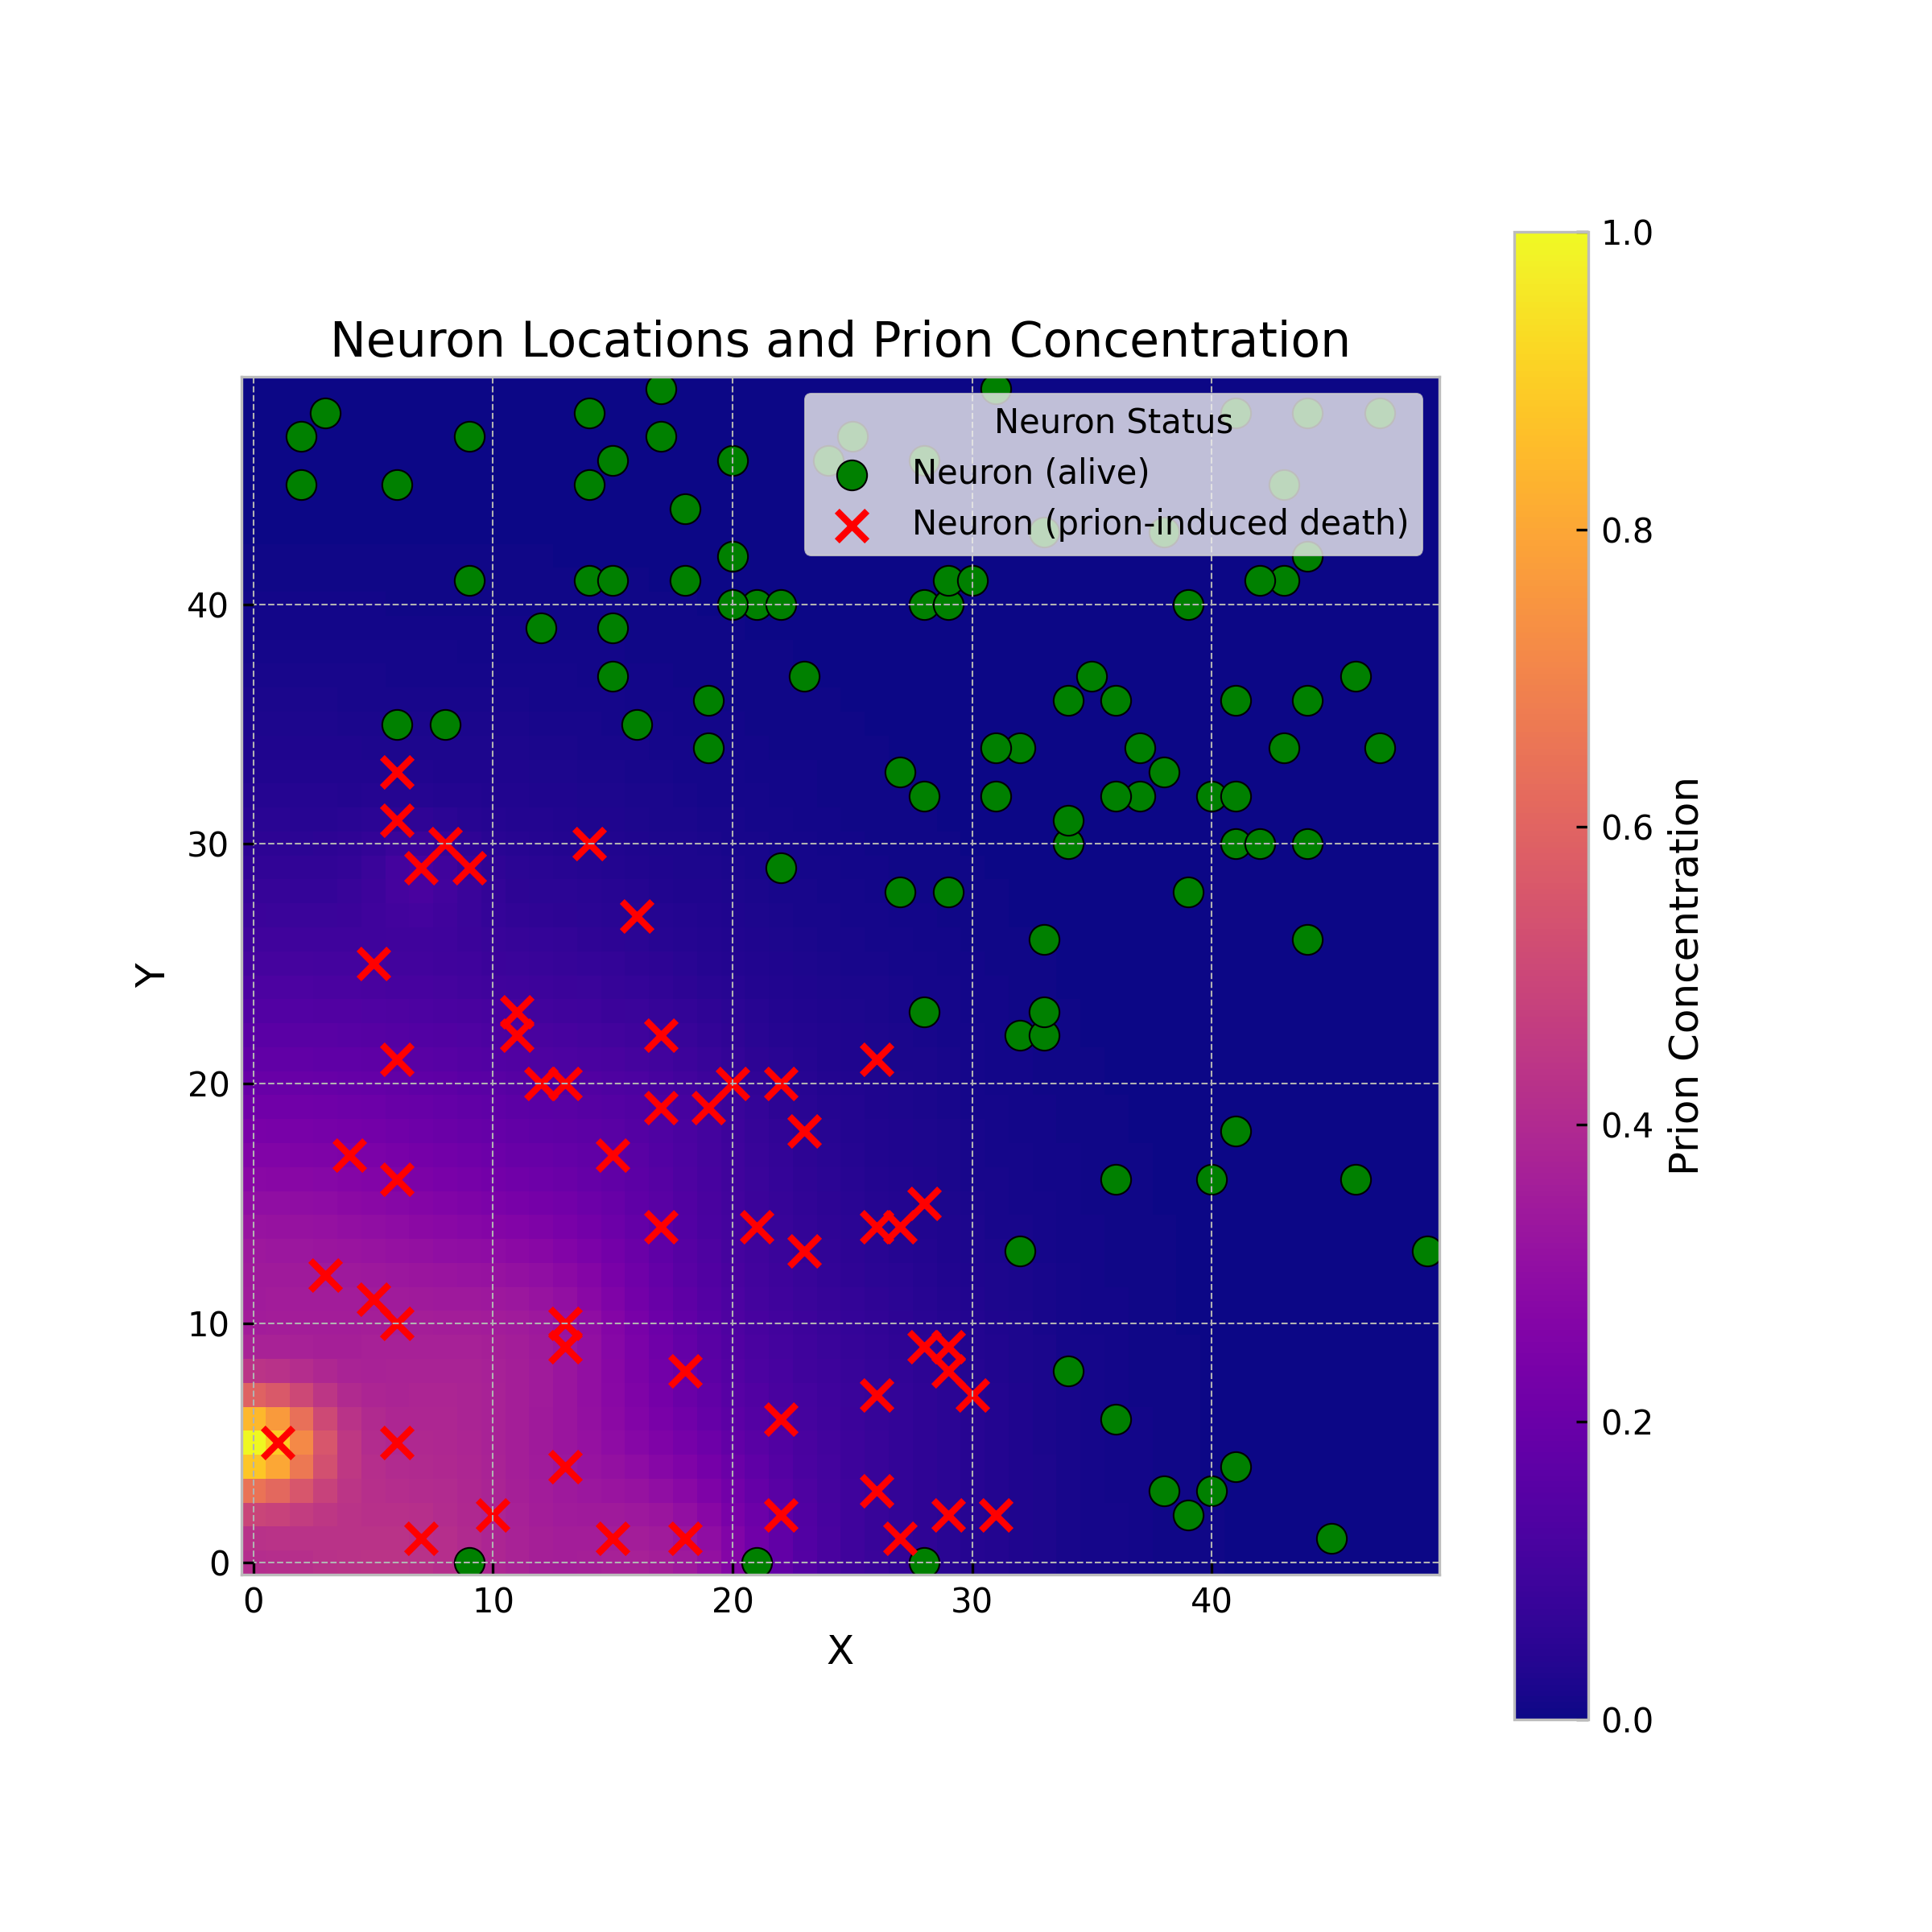 Neuron Locations and Prion Concentration
Neuron Status
Neuron (alive)
Neuron (prion-induced death)
Y
40
30
20
10
0
0 10 20 30 40
X
1.0
0.8
0.6
0.4
0.2
0.0
Prion Concentration